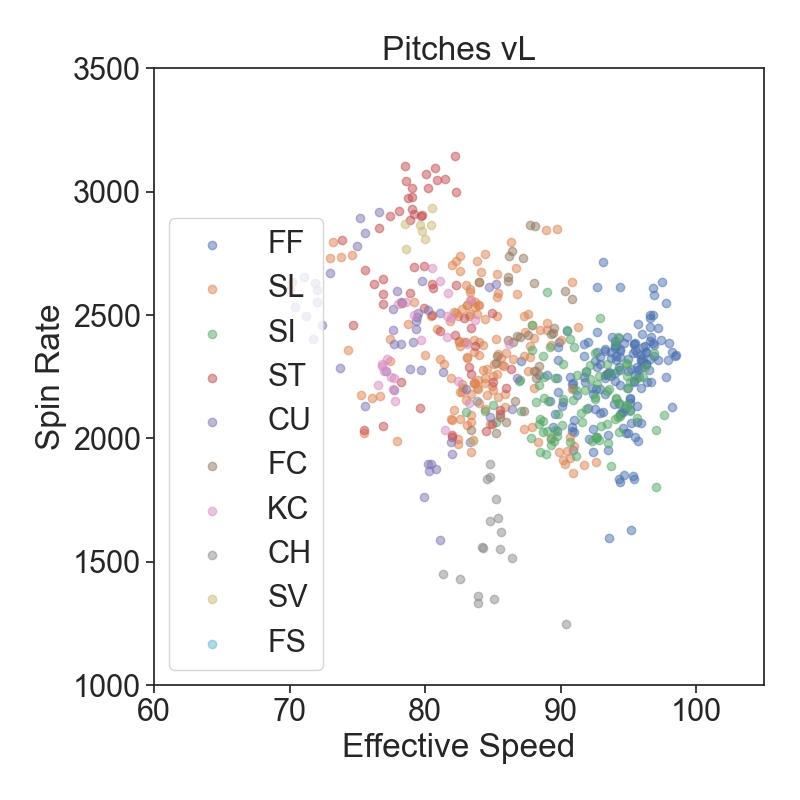 Pitches vL
3500
3000
2500
2000
1500
1000
Spin Rate
FF
SL
SI
ST
CU
FC
KC
CH
SV
FS
60
70
80
90
100
Effective Speed